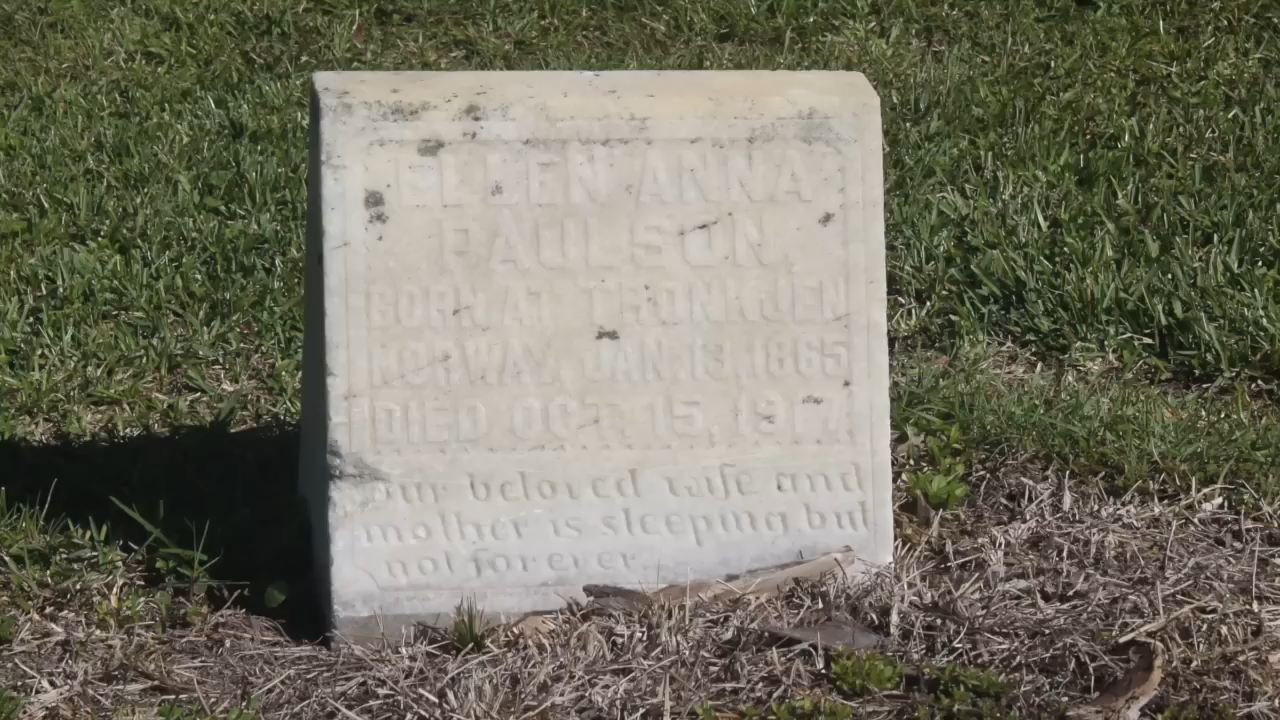 ELLEN ANNA
PAULSON,
BORN AT THONKJEN
NORWAY, JAN. 13, 1865
DIED OCT. 15, 1917.
our beloved wife and
mother is sleeping but
not forever